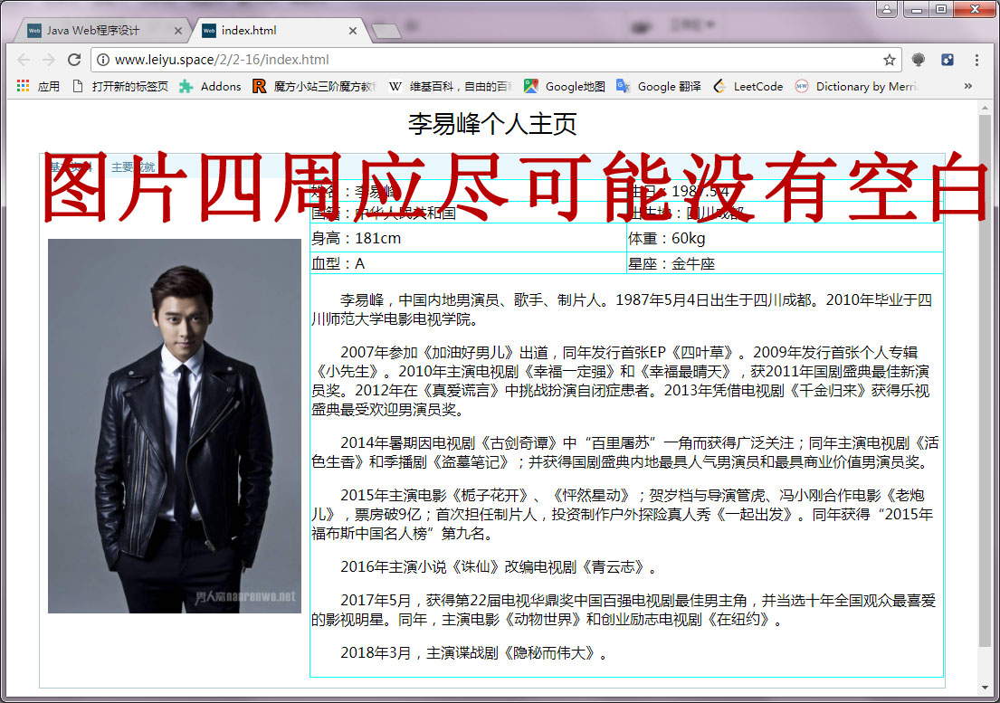 Java Web程序设计
index.html
www.leiyu.space/2/2-16/index.html
应用 打开新的标签页 Addons 魔方小站三阶魔方教 维基百科，自由的百 Google地图 Google 翻译 LeetCode Dictionary by Merri
李易峰个人主页
图片四周应尽可能没有空白
主要成就
姓名：李易峰 生日：1987.5.4
国籍：中华人民共和国 出生地：四川成都
身高：181cm 体重：60kg
血型：A 星座：金牛座
李易峰，中国内地男演员、歌手、制片人。1987年5月4日出生于四川成都。2010年毕业于四
川师范大学电影电视学院。
2007年参加《加油好男儿》出道，同年发行首张EP《四叶草》。2009年发行首张个人专辑
《小先生》。2010年主演电视剧《幸福一定强》和《幸福最晴天》，获2011年国剧盛典最佳新演
员奖。2012年在《真爱谎言》中挑战扮演自闭症患者。2013年凭借电视剧《千金归来》获得乐视
盛典最受欢迎男演员奖。
2014年暑期因电视剧《古剑奇谭》中“百里屠苏”一角而获得广泛关注；同年主演电视剧《活
色生香》和季播剧《盗墓笔记》；并获得国剧盛典内地最具人气男演员和最具商业价值男演员奖。
2015年主演电影《栀子花开》、《怦然星动》；贺岁档与导演管虎、冯小刚合作电影《老炮
儿》，票房破9亿；首次担任制片人，投资制作户外探险真人秀《一起出发》。同年获得“2015年
福布斯中国名人榜”第九名。
2016年主演小说《诛仙》改编电视剧《青云志》。
2017年5月，获得第22届电视华鼎奖中国百强电视剧最佳男主角，并当选十年全国观众最喜爱
的影视明星。同年，主演电影《动物世界》和创业励志电视剧《在纽约》。
2018年3月，主演谍战剧《隐秘而伟大》。
男人窝nanrenwo.net